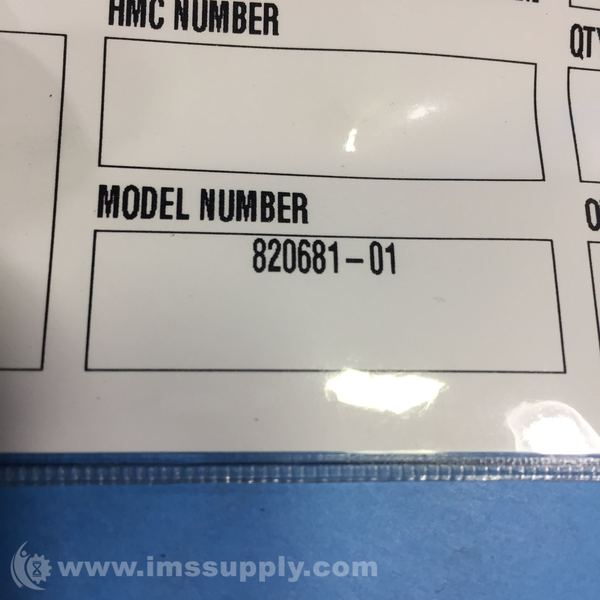 HMC NUMBER
QTY
MODEL NUMBER
820681-01
www.imssupply.com